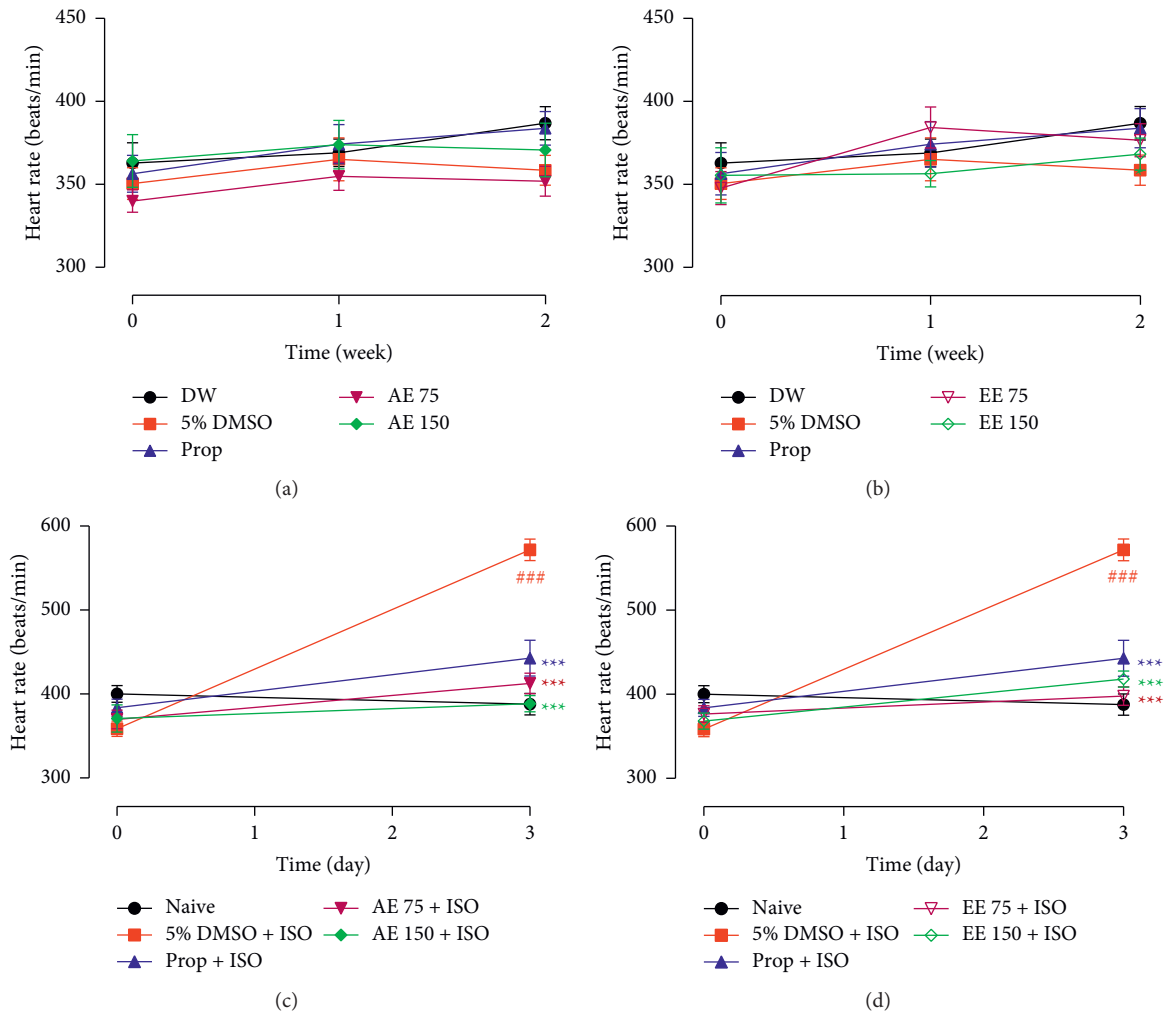 Heart rate (beats/min)
450
400
350
300
0
1
2
Time (week)
DW
AE 75
5% DMSO
AE 150
Prop
(a)
Heart rate (beats/min)
450
400
350
300
0
1
2
Time (week)
DW
EE 75
5% DMSO
EE 150
Prop
(b)
Heart rate (beats/min)
600
500
400
300
###
***
***
***
0
1
2
3
Time (day)
Naive
AE 75 + ISO
5% DMSO + ISO
AE 150 + ISO
Prop + ISO
(c)
Heart rate (beats/min)
600
500
400
300
###
***
***
***
0
1
2
3
Time (day)
Naive
EE 75 + ISO
5% DMSO + ISO
EE 150 + ISO
Prop + ISO
(d)